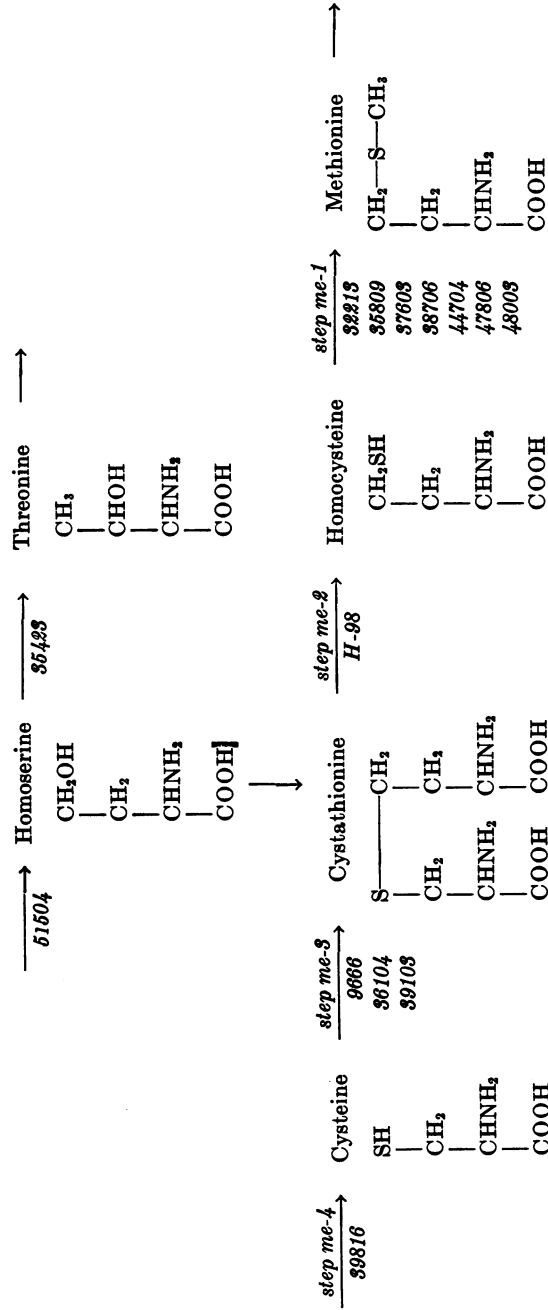 Homoserine
Threonine
51504
35423
CH₂OH
CH₂
CHNH₂
COOH
CH₃
CHOH
CHNH₂
COOH
step me-4
39816
Cysteine
SH
CH₂
CHNH₂
COOH
step me-3
9666
36104
39103
Cystathionine
S CH₂
CH₂ CH₂
CHNH₂ CHNH₂
COOH COOH
step me-2
H-98
Homocysteine
CH₂SH
CH₂
CHNH₂
COOH
step me-1
32213
35809
37603
38706
44704
47806
48003
Methionine
CH₂—S—CH₃
CH₂
CHNH₂
COOH